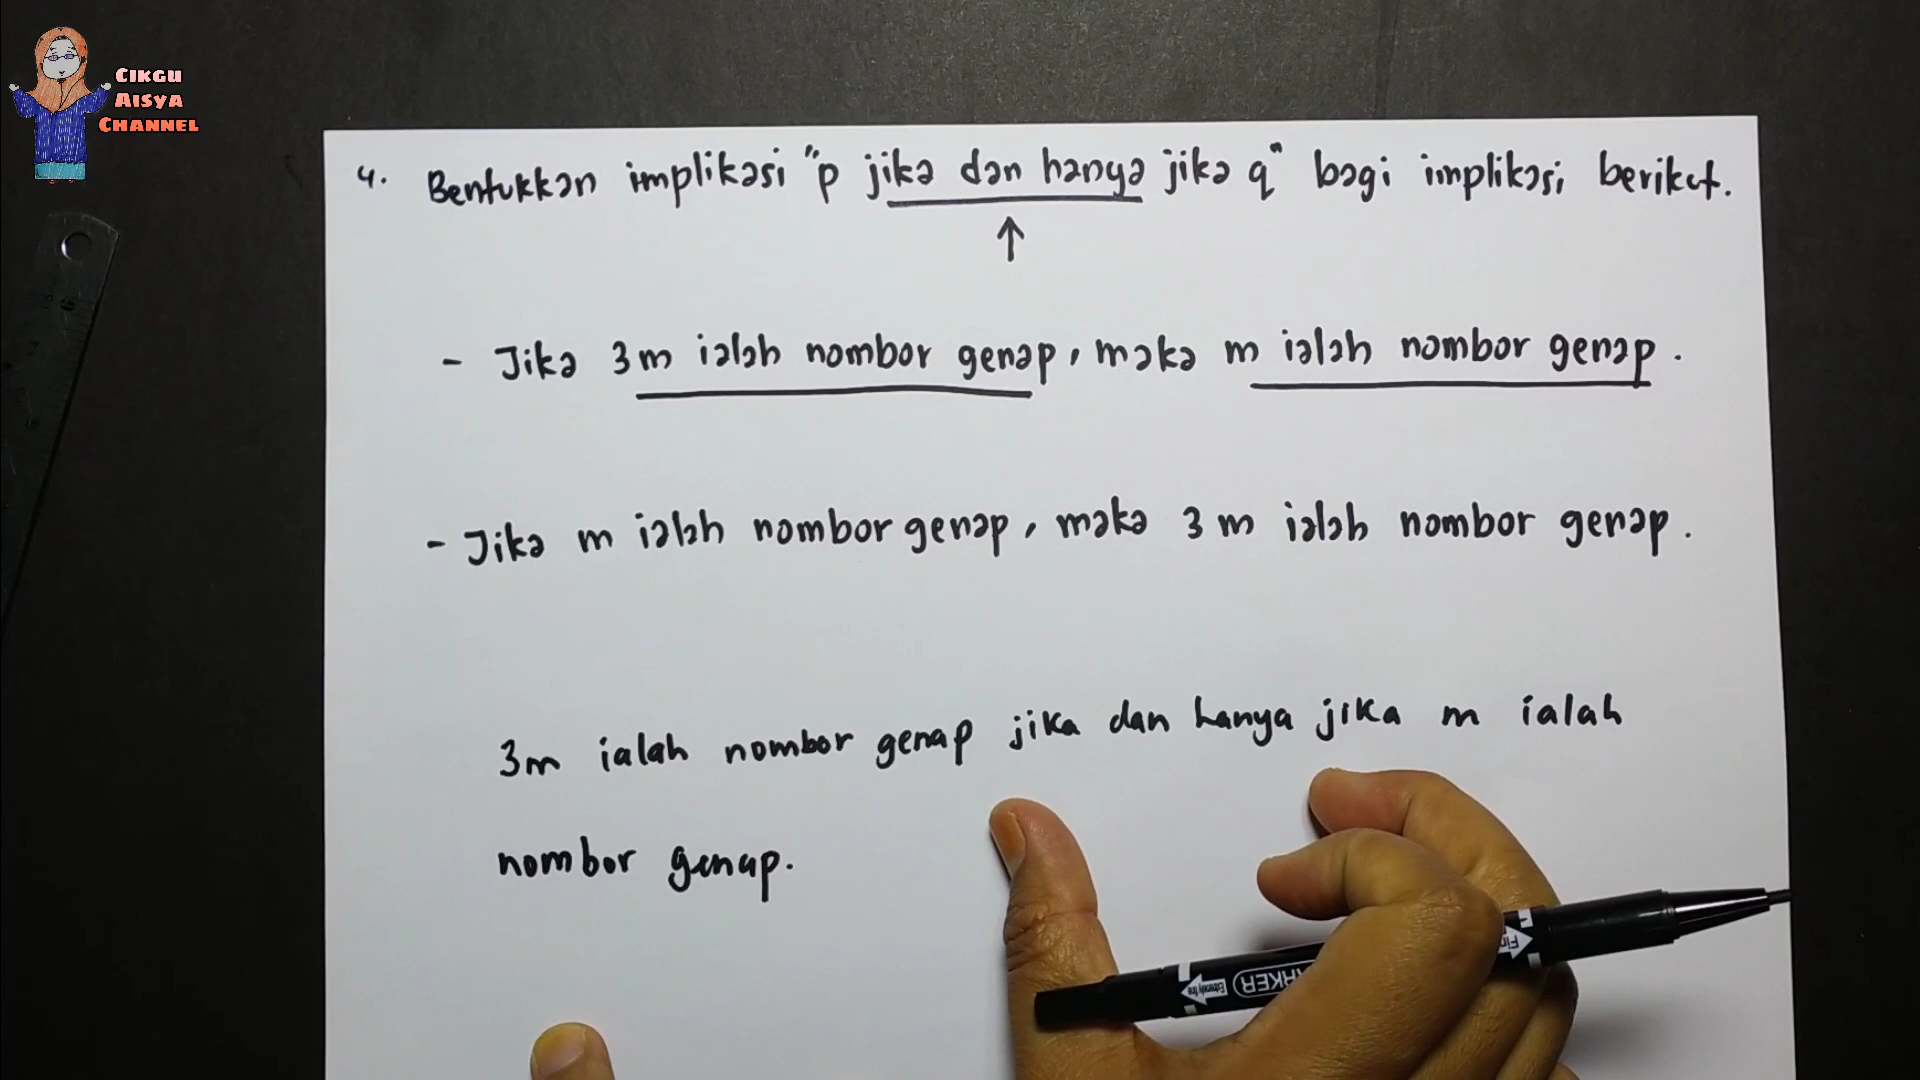 Cikgu
Aisya
Channel
4. Bentukkan implikasi "p jika dan hanya jika q" bagi implikasi berikut.
- Jika 3m ialah nombor genap, maka m ialah nombor genap.
- Jika m ialah nombor genap, maka 3m ialah nombor genap.
3m ialah nombor genap jika dan hanya jika m ialah
nombor genap.